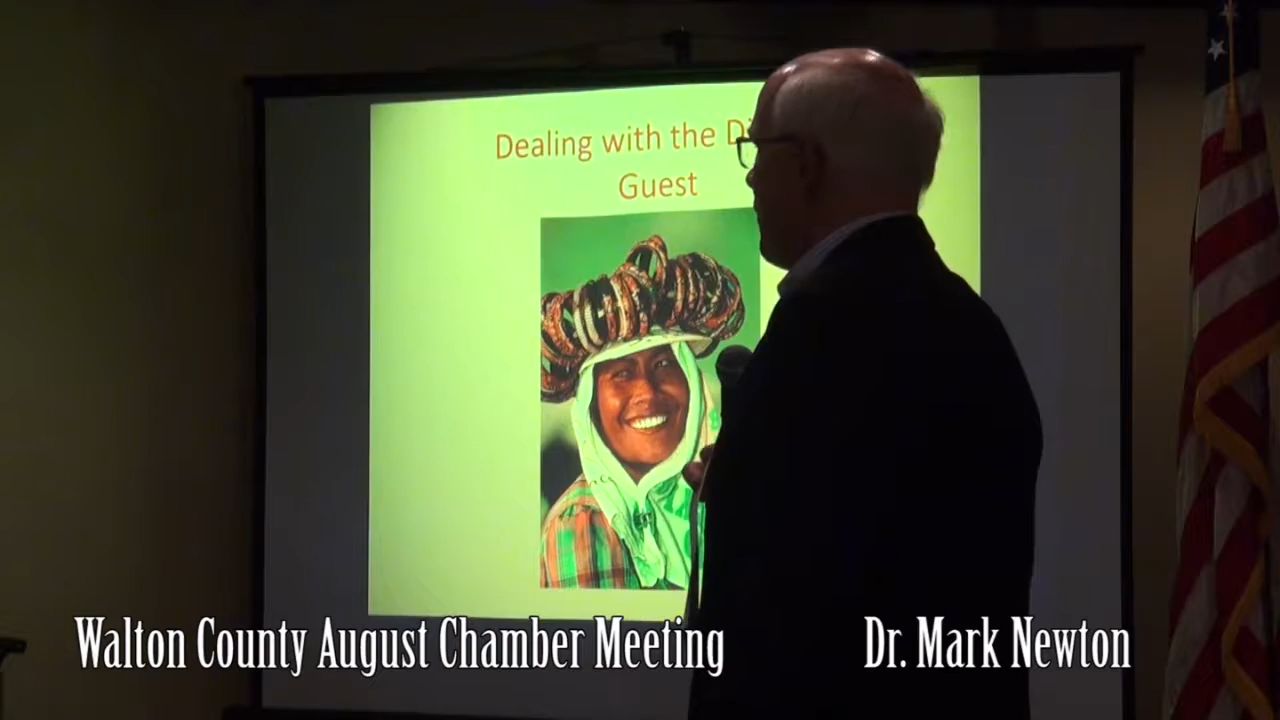 Dealing with the
Guest
Walton County August Chamber Meeting
Dr. Mark Newton